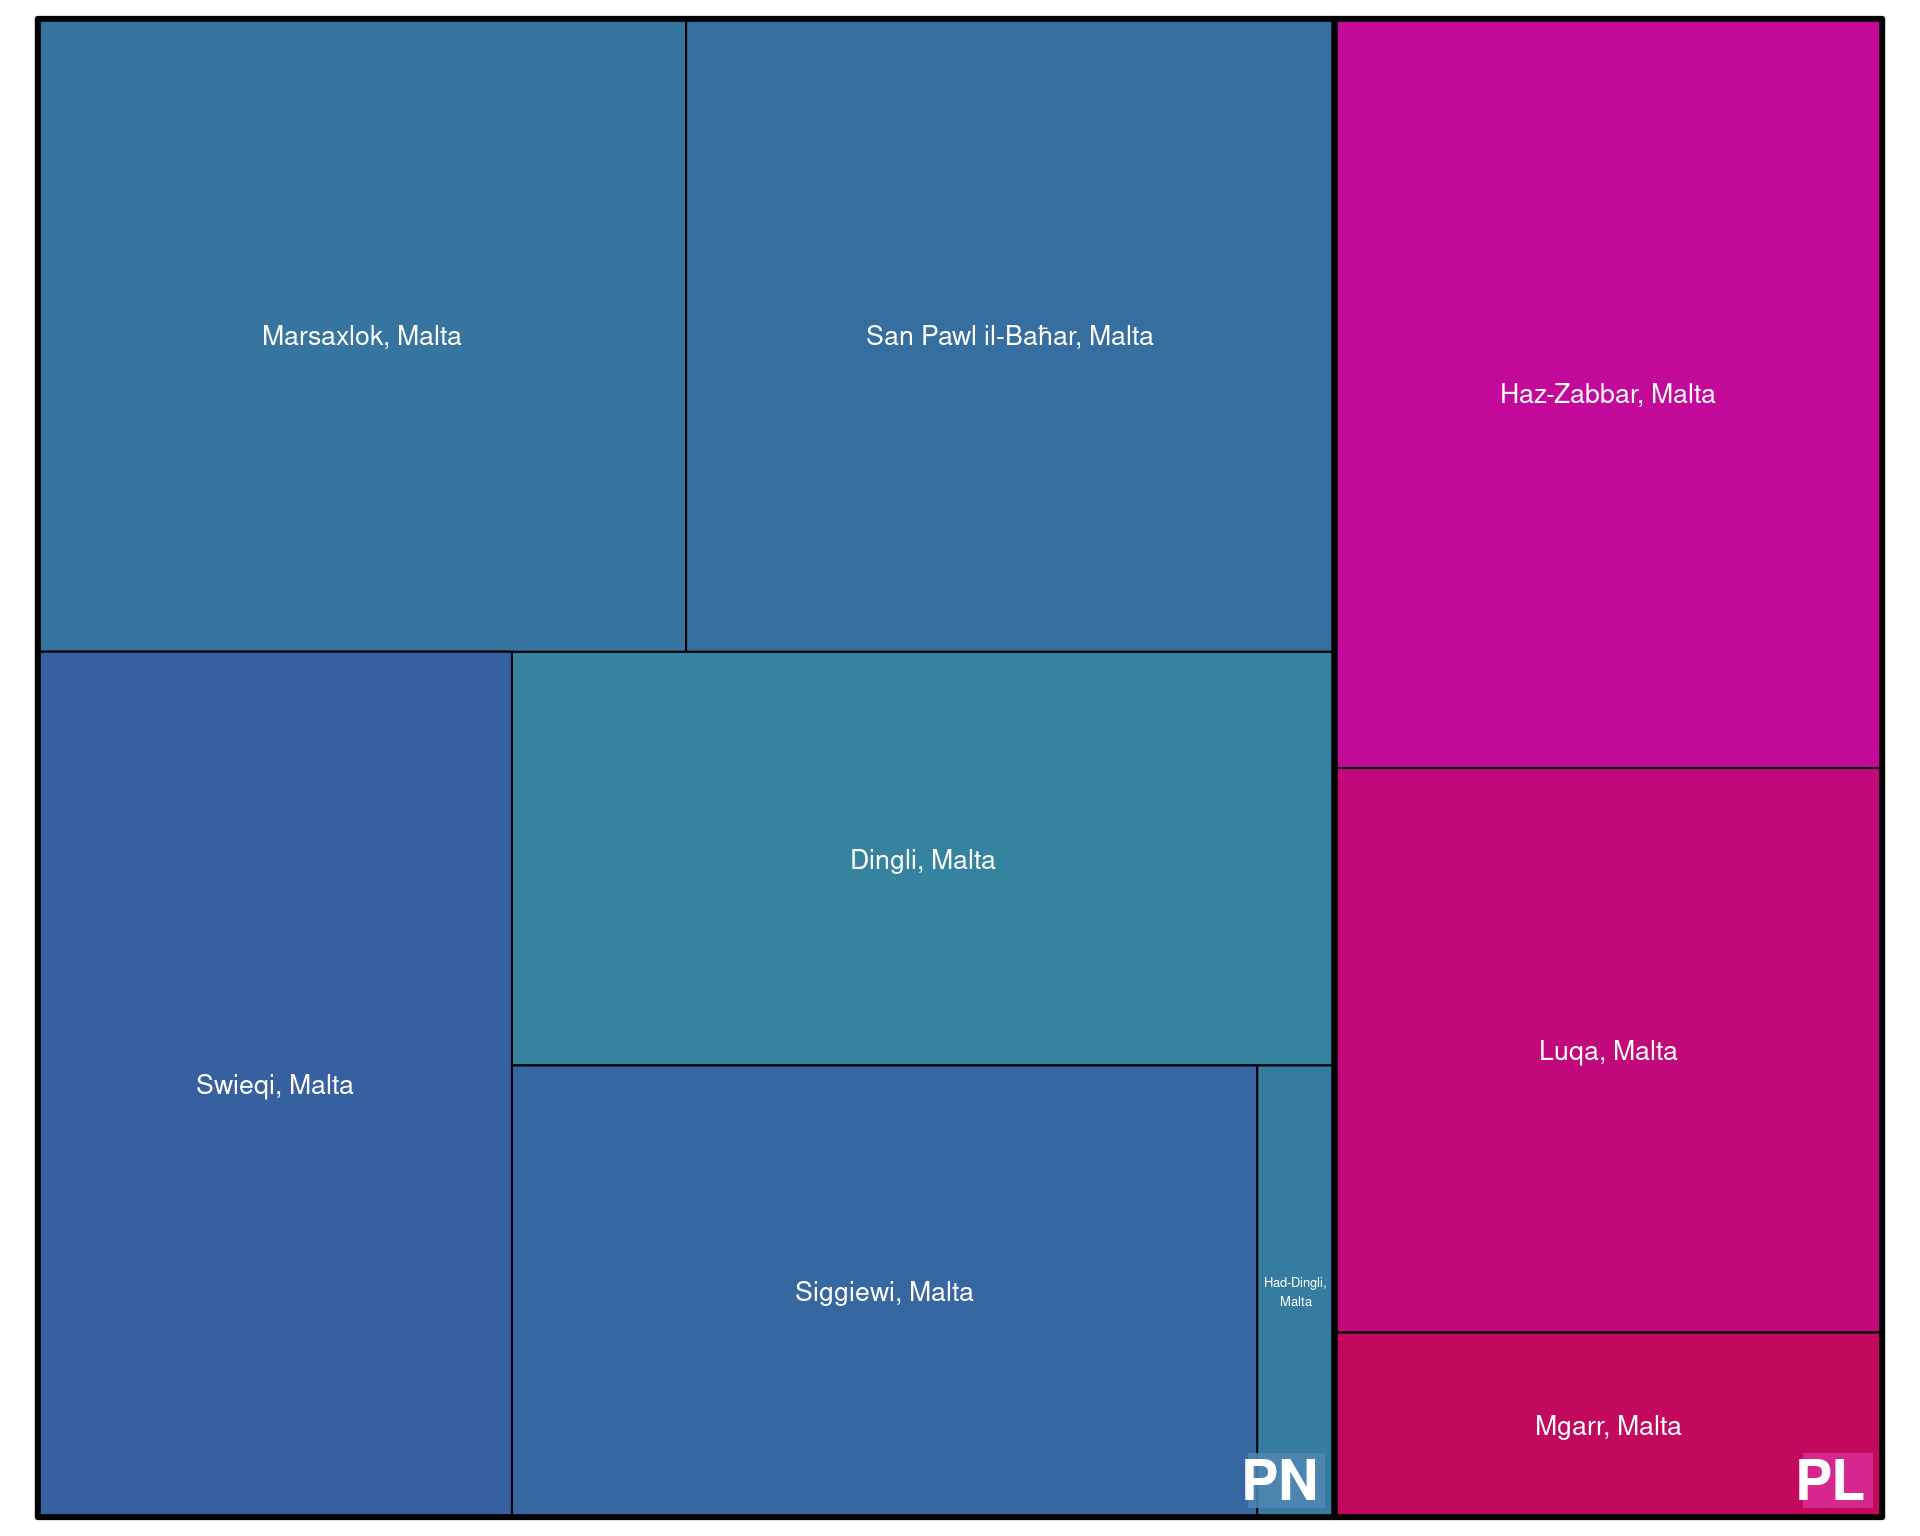 Marsaxlok, Malta
San Pawl il-Baħar, Malta
Haz-Zabbar, Malta
Dingli, Malta
Luqa, Malta
Swieqi, Malta
Siggiewi, Malta
Had-Dingli,
Malta
Mgarr, Malta
PN
PL